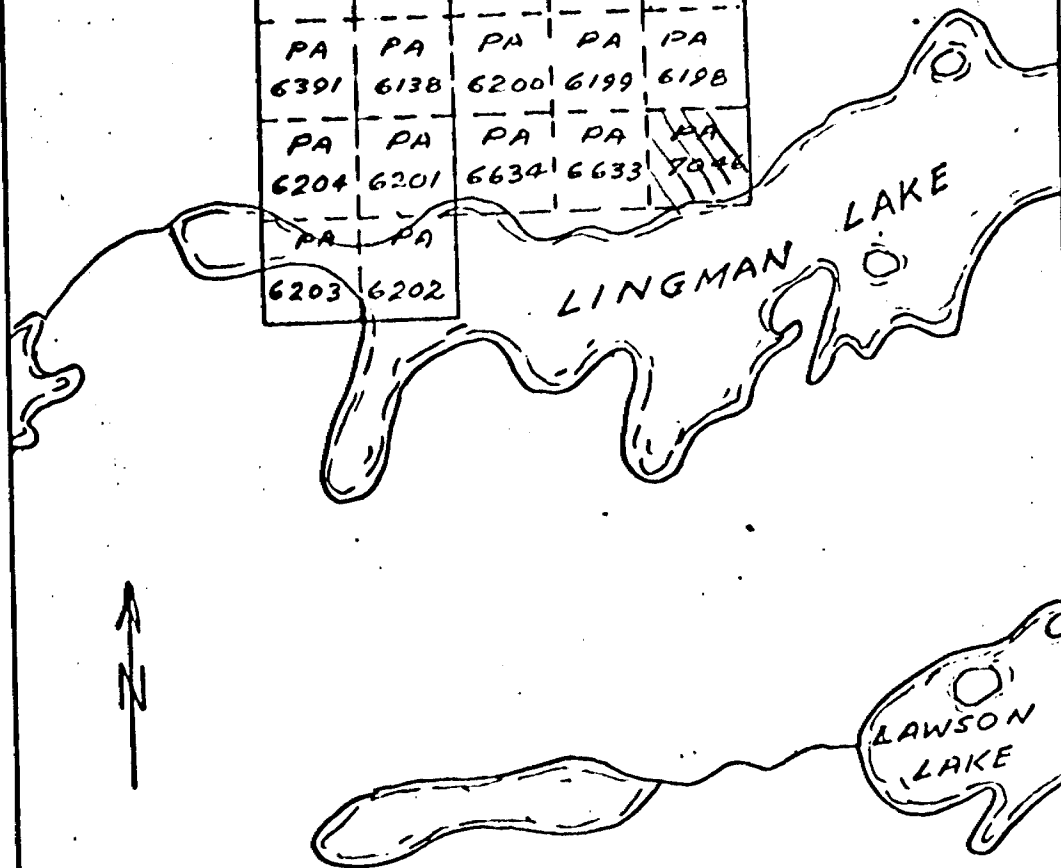 PA PA PA PA PA
6391 6138 6200 6199 6198
PA PA PA PA PA
6204 6201 6634 6633 7046
PA PA
6203 6202
LINGMAN LAKE
N
LAWSON
LAKE